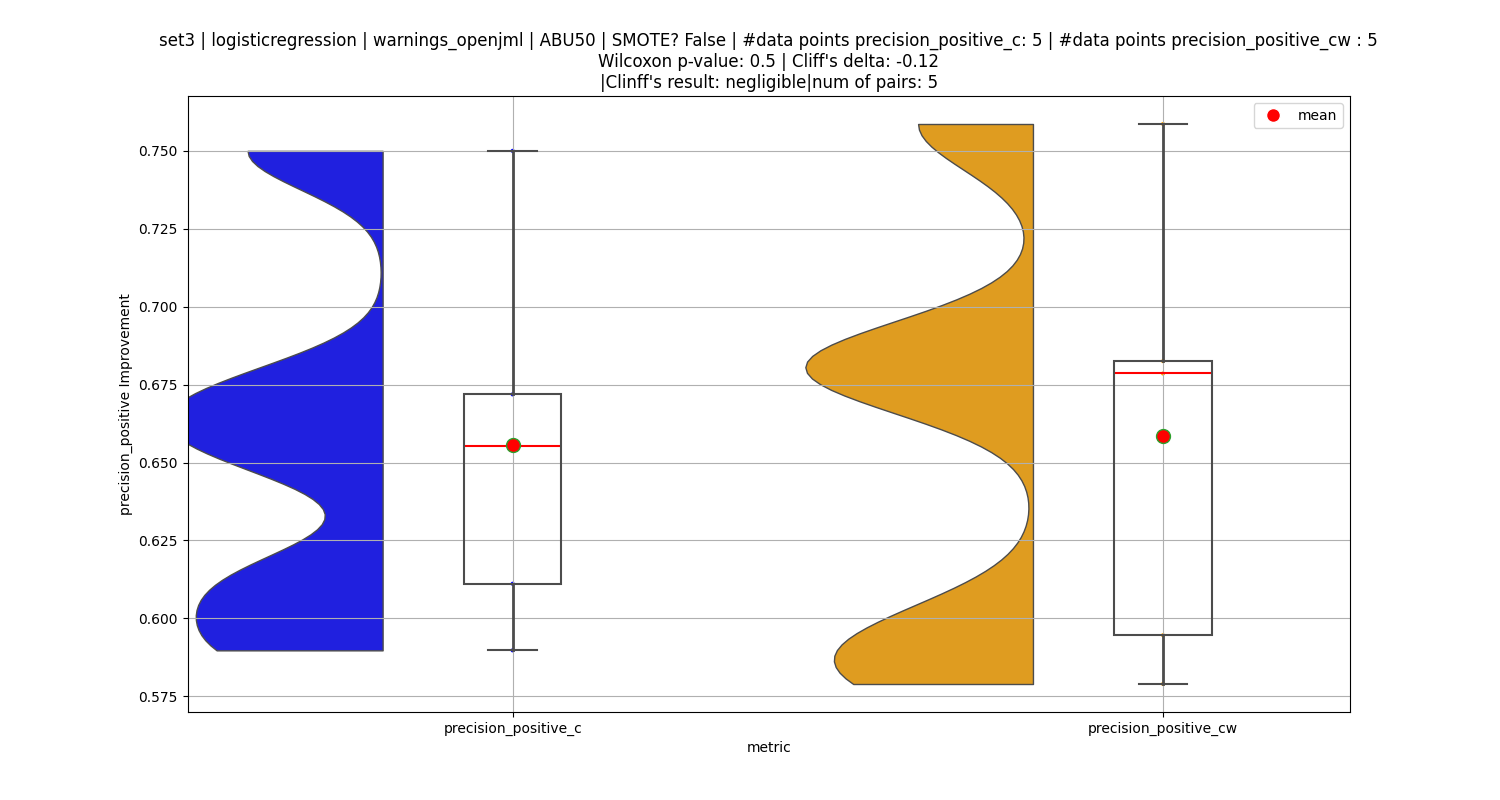 set3 | logisticregression | warnings_openjml | ABU50 | SMOTE? False | #data points precision_positive_c: 5 | #data points precision_positive_cw : 5
Wilcoxon p-value: 0.5 | Cliff's delta: -0.12
|Clinff's result: negligible|num of pairs: 5
mean
0.750
0.725
0.700
0.675
0.650
0.625
0.600
0.575
precision_positive Improvement
precision_positive_c
precision_positive_cw
metric